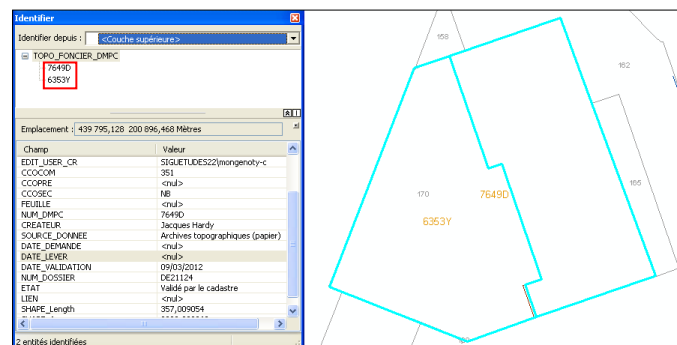 Identifier
Identifier depuis : <Couche supérieure>
TOPO_FONCIER_DMPC
7649D
6353Y
Emplacement : 439 795,128 200 896,468 Mètres
Champ Valeur
EDIT_USER_CR SIGUETUDES22\mongenoty-c
CCOCOM 351
CCOPRE <nul>
CCOSEC NB
FEUILLE <nul>
NUM_DMPC 7649D
CREATEUR Jacques Hardy
SOURCE_DONNEE Archives topographiques (papier)
DATE_DEMANDE <nul>
DATE_LEVER <nul>
DATE_VALIDATION 09/03/2012
NUM_DOSSIER DE21124
ETAT Validé par le cadastre
LIEN <nul>
SHAPE_Length 357,009054
2 entités identifiées
158
162
165
170
7649D
6353Y